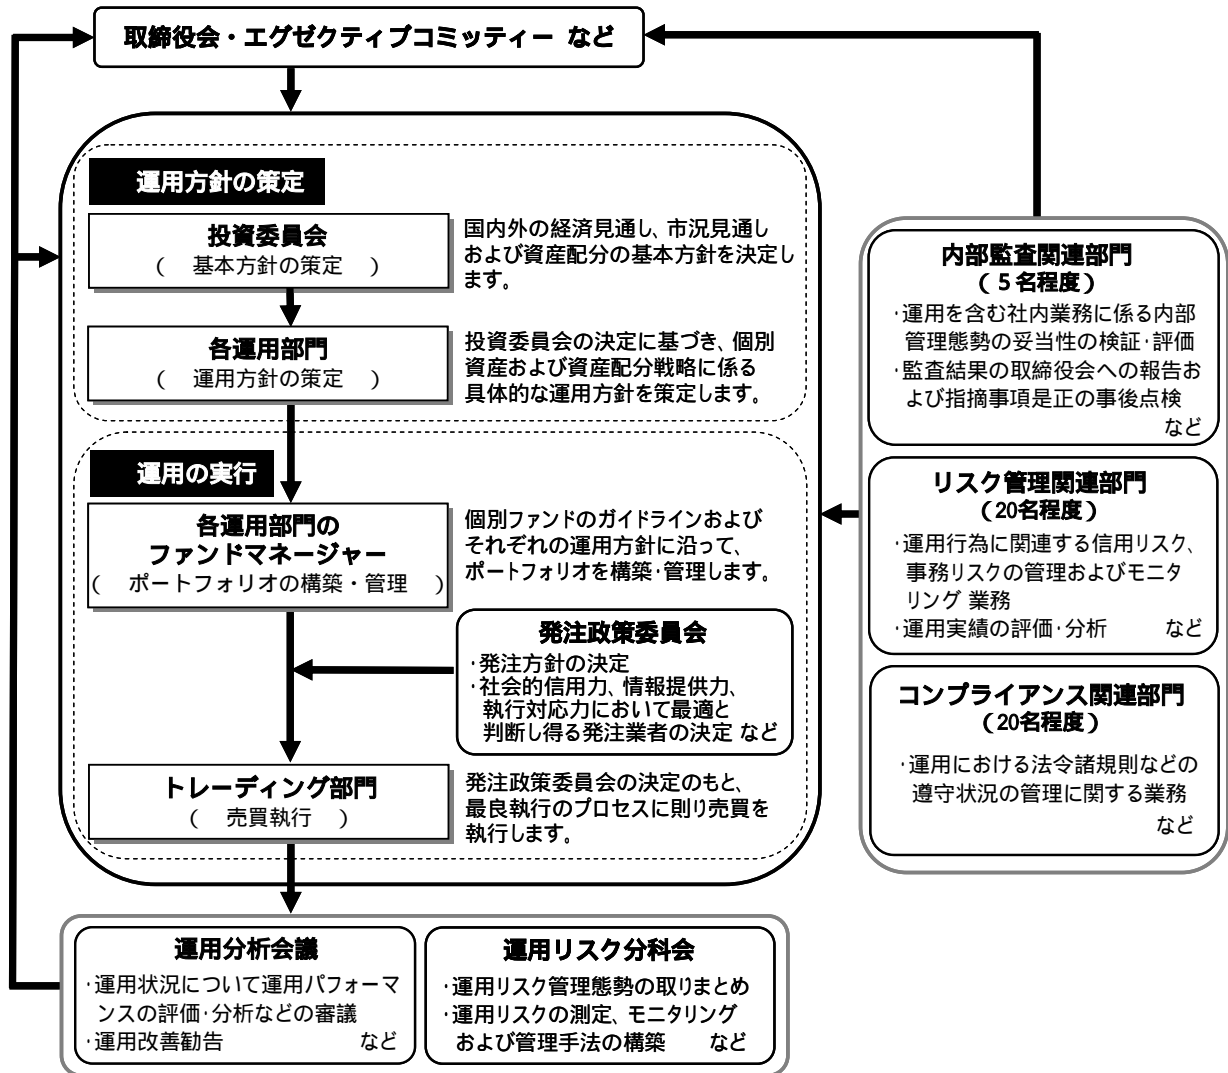 取締役会・エグゼクティブコミッティー など
運用方針の策定
投資委員会
( 基本方針の策定 )
国内外の経済見通し、市況見通し
および資産配分の基本方針を決定し
ます。
各運用部門
( 運用方針の策定 )
投資委員会の決定に基づき、個別
資産および資産配分戦略に係る
具体的な運用方針を策定します。
運用の実行
各運用部門の
ファンドマネージャー
( ポートフォリオの構築・管理 )
個別ファンドのガイドラインおよび
それぞれの運用方針に沿って、
ポートフォリオを構築・管理します。
発注政策委員会
・発注方針の決定
・社会的信用力、情報提供力、
執行対応力において最適と
判断し得る発注業者の決定 など
トレーディング部門
( 売買執行 )
発注政策委員会の決定のもと、
最良執行のプロセスに則り売買を
執行します。
運用分析会議
・運用状況について運用パフォーマ
ンスの評価・分析などの審議
・運用改善勧告 など
運用リスク分科会
・運用リスク管理態勢の取りまとめ
・運用リスクの測定、モニタリング
および管理手法の構築 など
内部監査関連部門
(5名程度)
・運用を含む社内業務に係る内部
管理態勢の妥当性の検証・評価
・監査結果の取締役会への報告お
よび指摘事項是正の事後点検
など
リスク管理関連部門
(20名程度)
・運用行為に関連する信用リスク、
事務リスクの管理およびモニタ
リング 業務
・運用実績の評価・分析 など
コンプライアンス関連部門
(20名程度)
・運用における法令諸規則などの
遵守状況の管理に関する業務
など